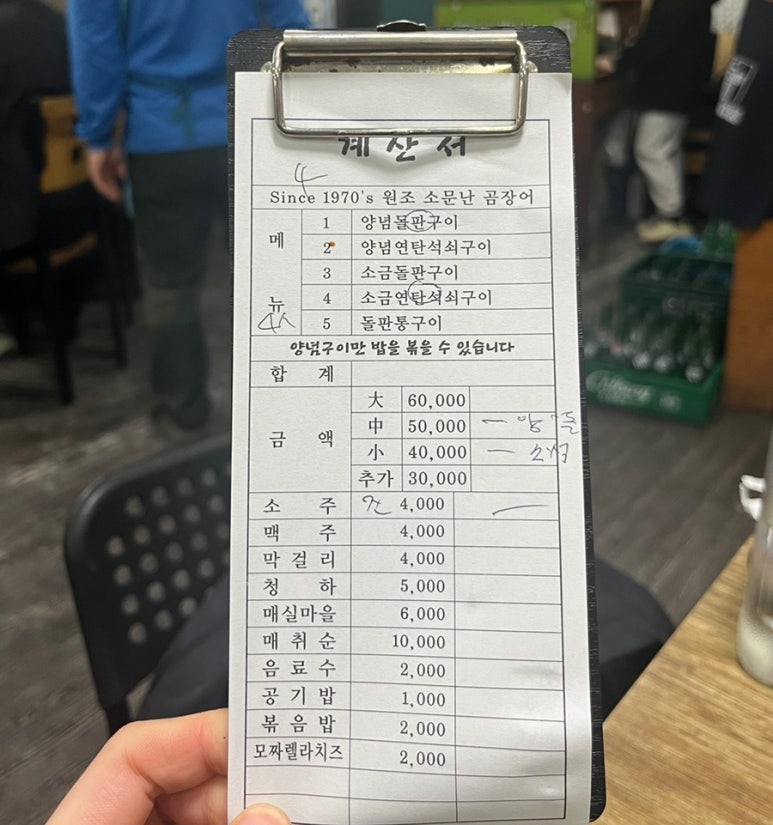 계산서
4
Since 1970's 원조 소문난 곰장어
메뉴
1 양념돌판구이
2 양념연탄석쇠구이
3 소금돌판구이
4 소금연탄석쇠구이
5 돌판통구이
양념구이만 밥을 볶을 수 있습니다
합 계
금 액
大 60,000
中 50,000 ㅡ
小 40,000 ㅡ
추가 30,000
소 주 4,000 ㅡ
맥 주 4,000
막 걸 리 4,000
청 하 5,000
매실마을 6,000
매 취 순 10,000
음 료 수 2,000
공 기 밥 1,000
볶 음 밥 2,000
모짜렐라치즈 2,000